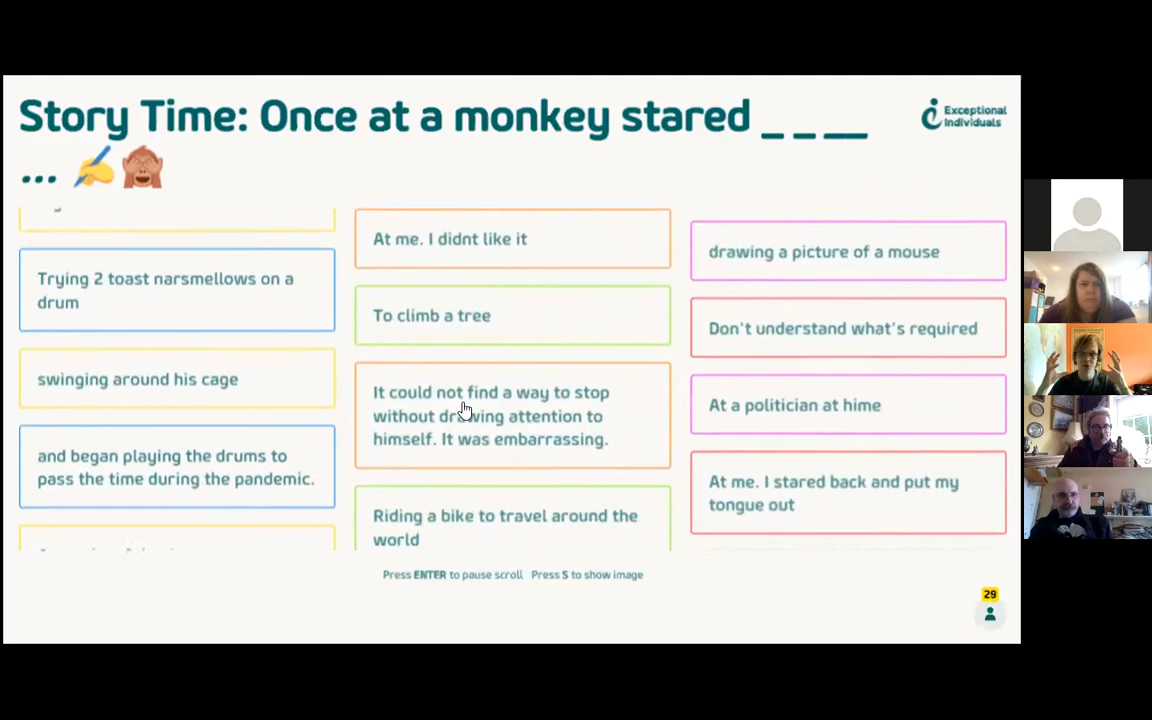 Story Time: Once at a monkey stared _ _ __
...
Exceptional
Individuals
Trying 2 toast narsmellows on a
drum
swinging around his cage
and began playing the drums to
pass the time during the pandemic.
At me. I didnt like it
To climb a tree
It could not find a way to stop
without drawing attention to
himself. It was embarrassing.
Riding a bike to travel around the
world
drawing a picture of a mouse
Don't understand what's required
At a politician at hime
At me. I stared back and put my
tongue out
Press ENTER to pause scroll Press S to show image
29